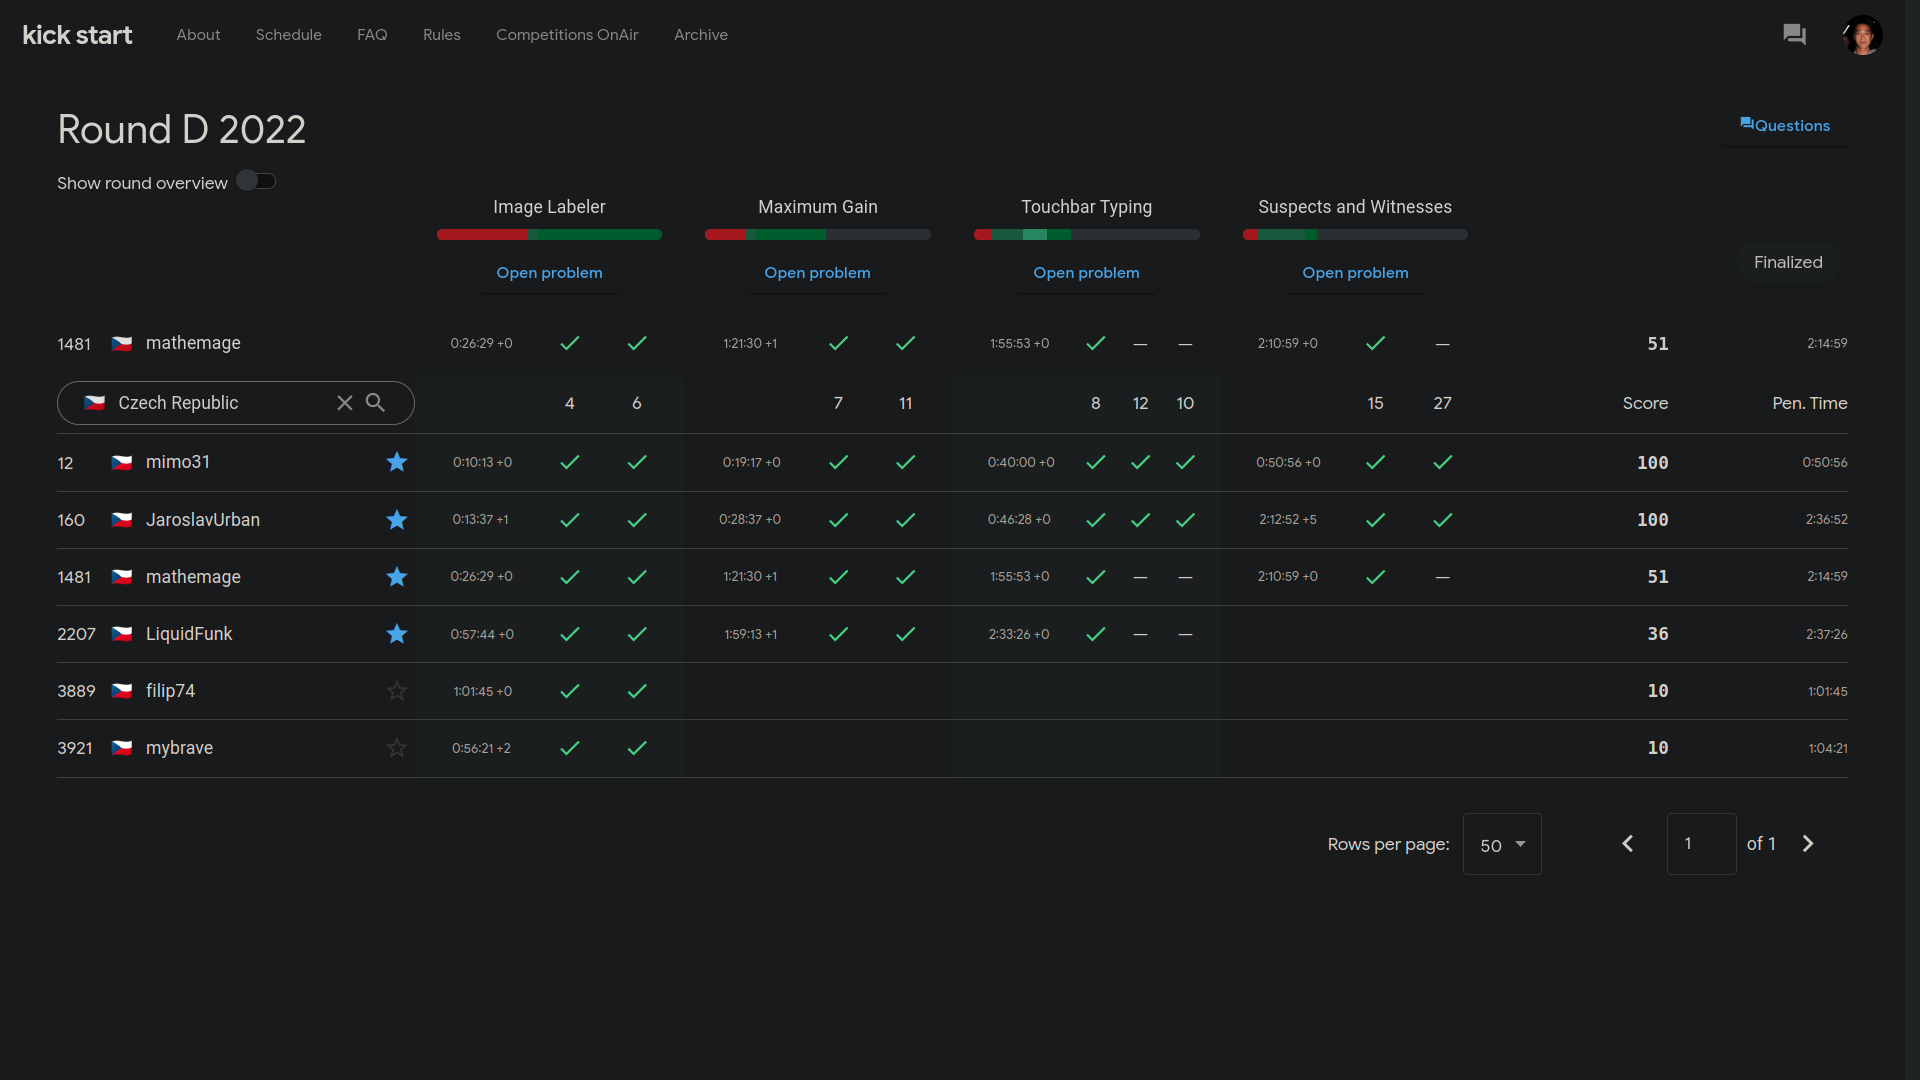 kick start About Schedule FAQ Rules Competitions OnAir Archive
Round D 2022
Questions
Show round overview
Image Labeler Maximum Gain Touchbar Typing Suspects and Witnesses
Open problem Open problem Open problem Open problem
Finalized
1481 mathemage 0:26:29 +0 1:21:30 +1 1:55:53 +0 — — 2:10:59 +0 — 51 2:14:59
Czech Republic 4 6 7 11 8 12 10 15 27 Score Pen. Time
12 mimo31 0:10:13 +0 0:19:17 +0 0:40:00 +0 0:50:56 +0 100 0:50:56
160 JaroslavUrban 0:13:37 +1 0:28:37 +0 0:46:28 +0 2:12:52 +5 100 2:36:52
1481 mathemage 0:26:29 +0 1:21:30 +1 1:55:53 +0 — — 2:10:59 +0 — 51 2:14:59
2207 LiquidFunk 0:57:44 +0 1:59:13 +1 2:33:26 +0 — — 36 2:37:26
3889 filip74 1:01:45 +0 10 1:01:45
3921 mybrave 0:56:21 +2 10 1:04:21
Rows per page: 50 1 of 1